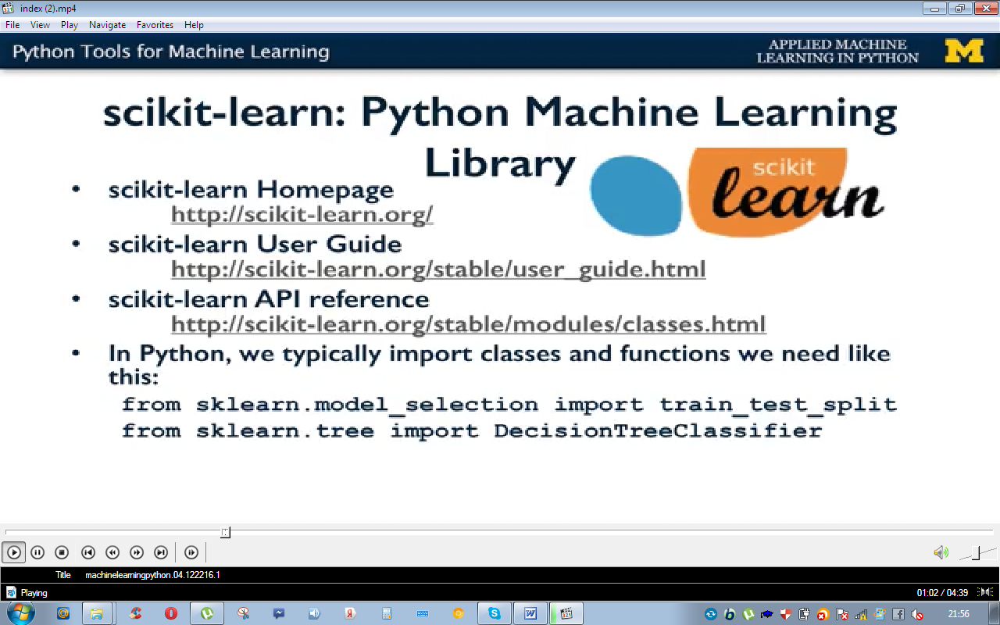 index (2).mp4
File View Play Navigate Favorites Help
Python Tools for Machine Learning
APPLIED MACHINE
LEARNING IN PYTHON
M
scikit-learn: Python Machine Learning
Library
scikit
learn
• scikit-learn Homepage
http://scikit-learn.org/
• scikit-learn User Guide
http://scikit-learn.org/stable/user_guide.html
• scikit-learn API reference
http://scikit-learn.org/stable/modules/classes.html
• In Python, we typically import classes and functions we need like
this:
from sklearn.model_selection import train_test_split
from sklearn.tree import DecisionTreeClassifier
Title machinelearningpython.04.122216.1
Playing
01:02 / 04:39
21:56